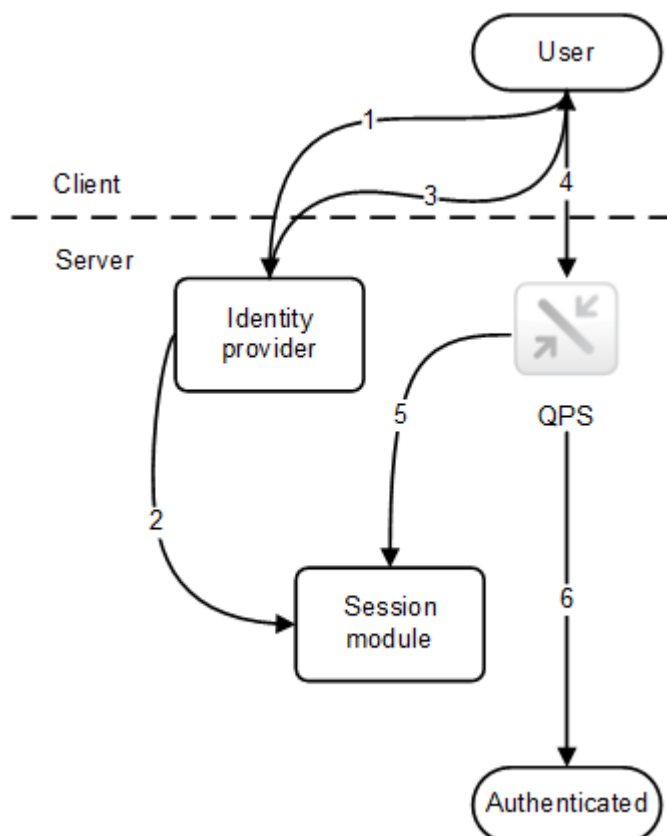 User
1
3
4
Client
Server
Identity
provider
QPS
5
2
Session
module
6
Authenticated